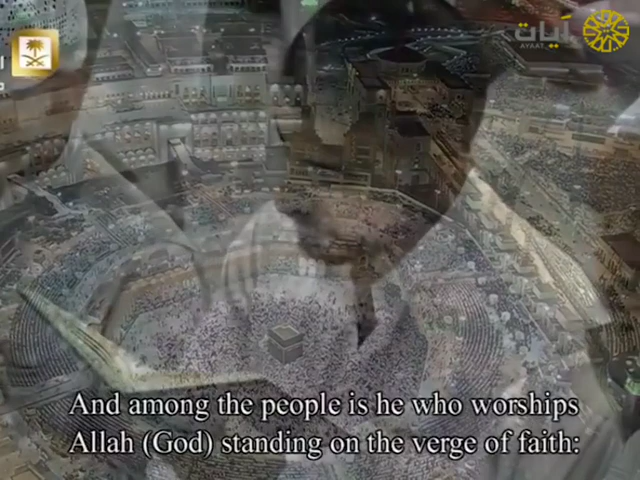 آيات
AYAAT
And among the people is he who worships
Allah (God) standing on the verge of faith: